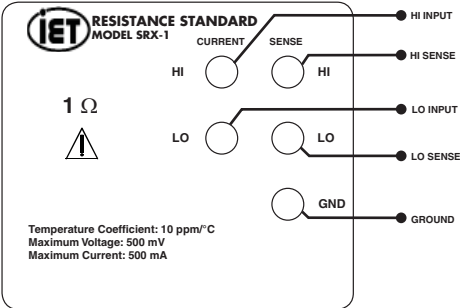 iET
RESISTANCE STANDARD
MODEL SRX-1
CURRENT SENSE
HI HI
1 Ω
LO LO
GND
Temperature Coefficient: 10 ppm/°C
Maximum Voltage: 500 mV
Maximum Current: 500 mA
HI INPUT
HI SENSE
LO INPUT
LO SENSE
GROUND